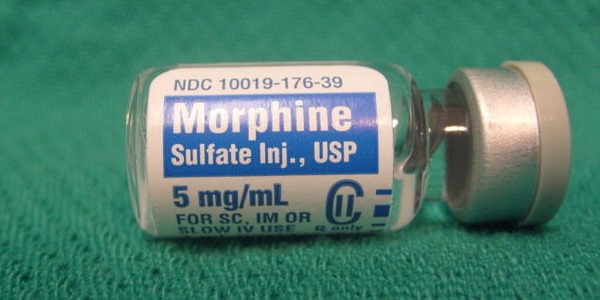 NDC 10019-176-39
Morphine
Sulfate Inj., USP
5 mg/mL
CII
FOR SC, IM OR
SLOW IV USE
Rx only